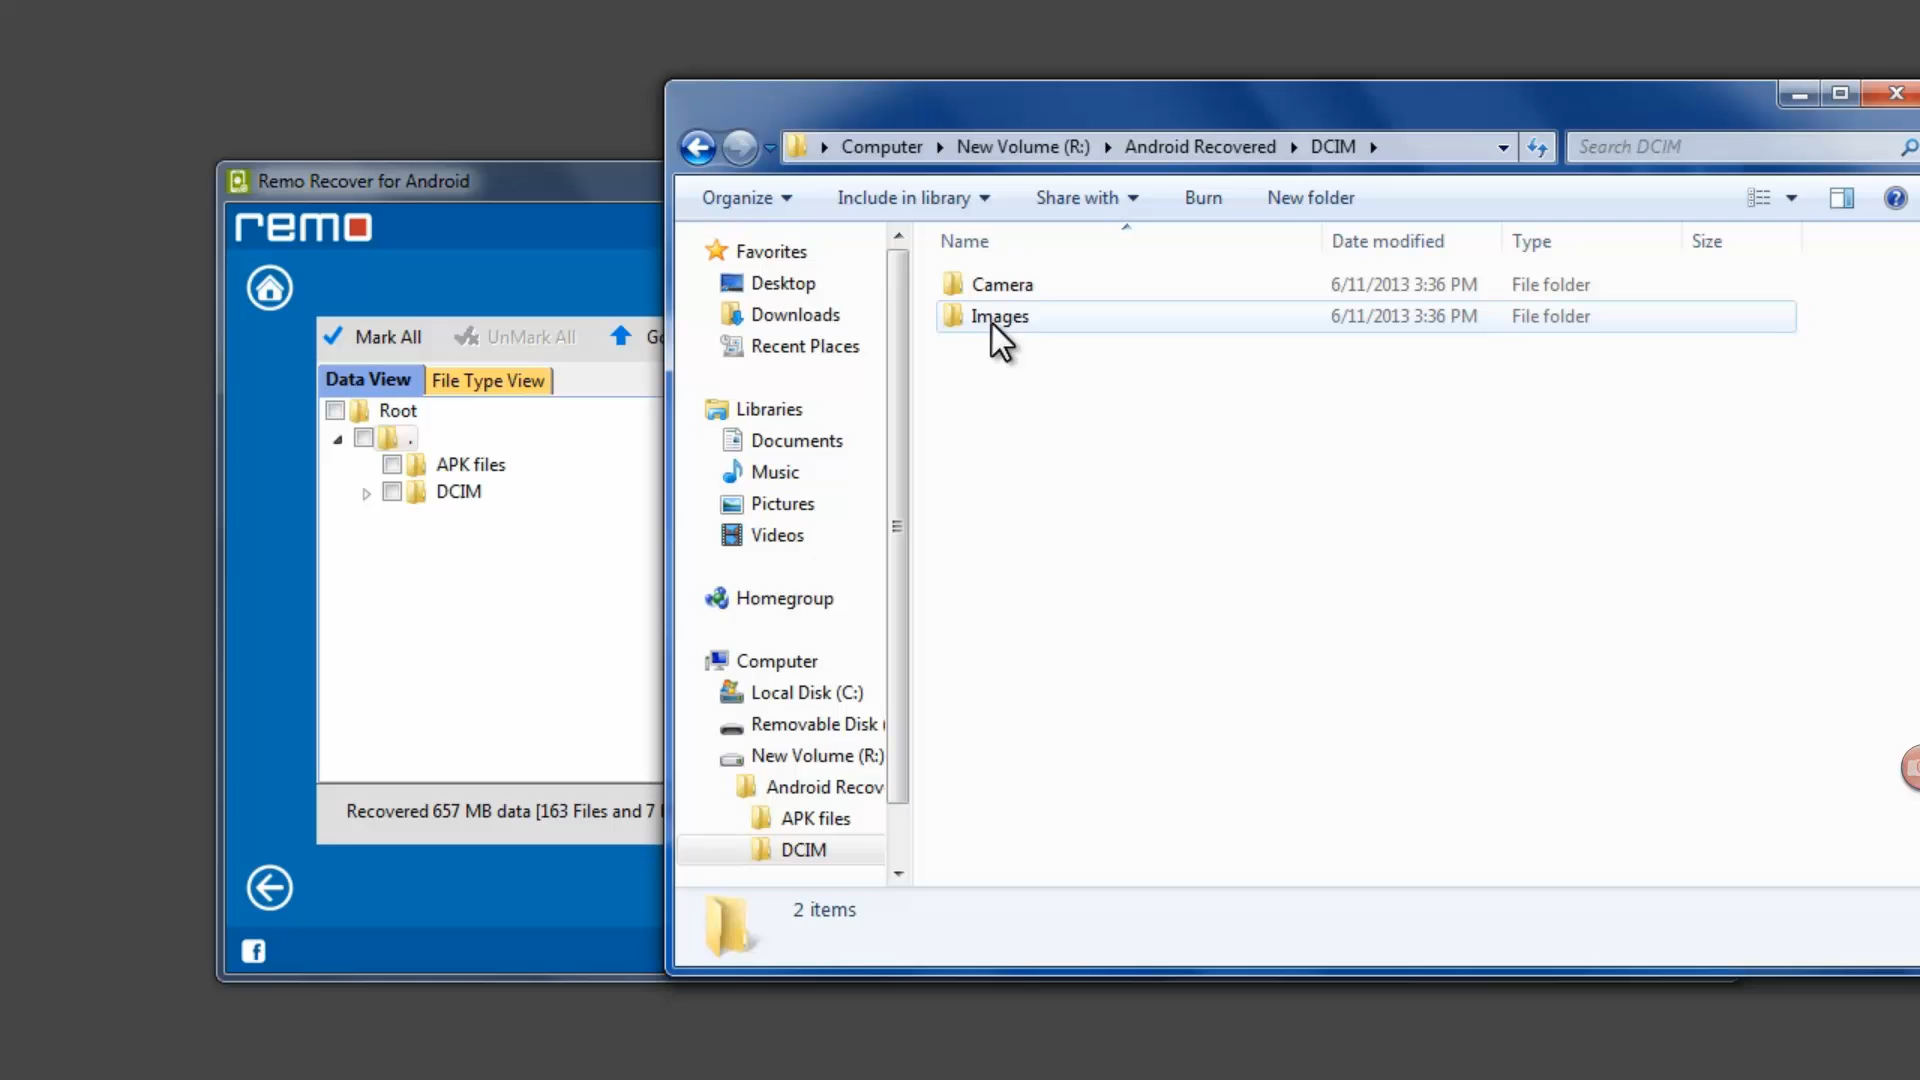 Remo Recover for Android
remo
Mark All UnMark All
Data View File Type View
Root
.
APK files
DCIM
Recovered 657 MB data [163 Files and 7
f
Computer New Volume (R:) Android Recovered DCIM
Search DCIM
Organize Include in library Share with Burn New folder
Favorites
Desktop
Downloads
Recent Places
Libraries
Documents
Music
Pictures
Videos
Homegroup
Computer
Local Disk (C:)
Removable Disk
New Volume (R:)
Android Recov
APK files
DCIM
Name Date modified Type Size
Camera 6/11/2013 3:36 PM File folder
Images 6/11/2013 3:36 PM File folder
2 items